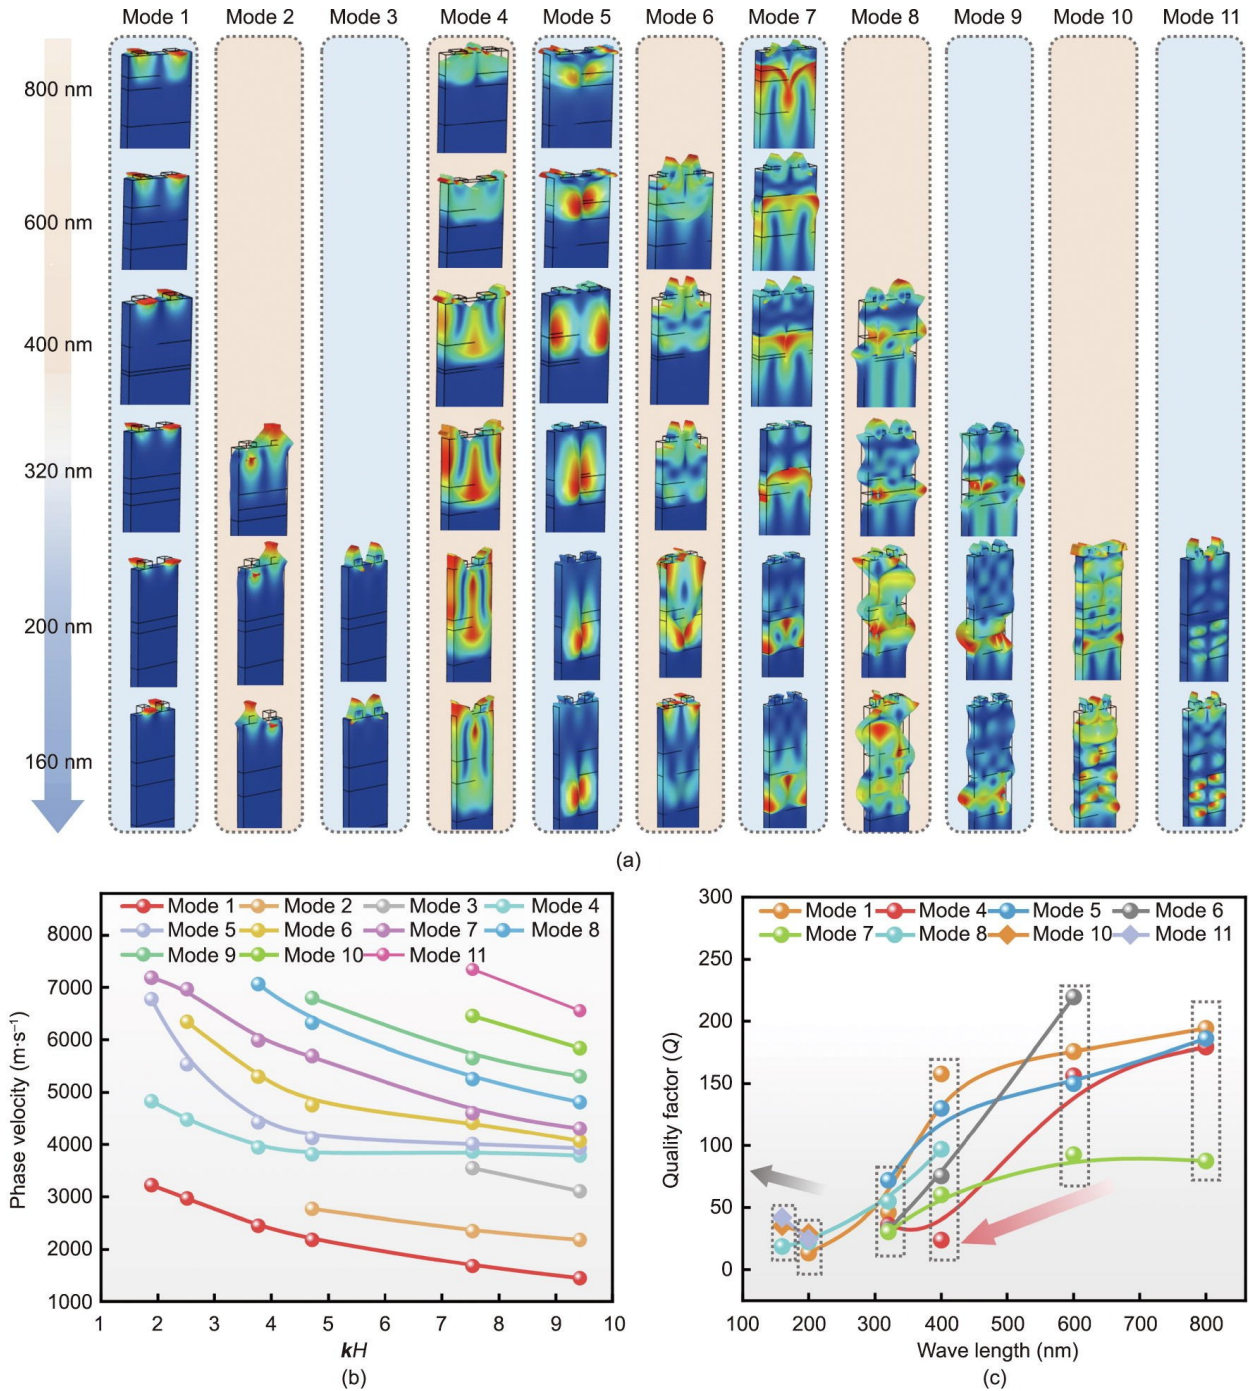 Mode 1 Mode 2 Mode 3 Mode 4 Mode 5 Mode 6 Mode 7 Mode 8 Mode 9 Mode 10 Mode 11
800 nm
600 nm
400 nm
320 nm
200 nm
160 nm
(a)
Mode 1 Mode 2 Mode 3 Mode 4
Mode 5 Mode 6 Mode 7 Mode 8
Mode 9 Mode 10 Mode 11
8000
7000
6000
5000
4000
3000
2000
1000
Phase velocity (m·s⁻¹)
1 2 3 4 5 6 7 8 9 10
kH
(b)
Mode 1 Mode 4 Mode 5 Mode 6
Mode 7 Mode 8 Mode 10 Mode 11
300
250
200
150
100
50
0
Quality factor (Q)
100 200 300 400 500 600 700 800
Wave length (nm)
(c)